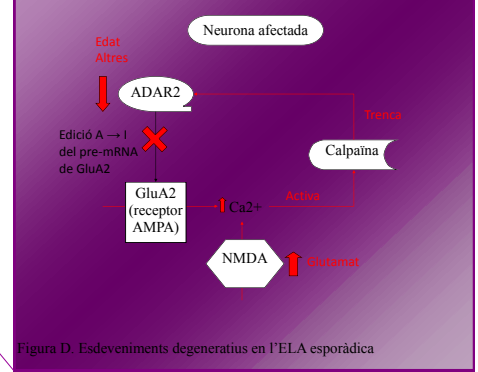 Neurona afectada
Edat
Altres
ADAR2
Trenca
Edició A → I
del pre-mRNA
de GluA2
Calpaïna
GluA2
(receptor
AMPA)
Ca2+
Activa
NMDA
Glutamat
Figura D. Esdeveniments degeneratius en l'ELA esporàdica